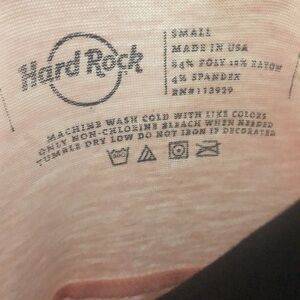 Hard Rock
SMALL
MADE IN USA
84% POLY 12% RAYON
4% SPANDEX
RN#113929
MACHINE WASH COLD WITH LIKE COLORS
ONLY NON-CHLORINE BLEACH WHEN NEEDED
TUMBLE DRY LOW DO NOT IRON IF DECORATED